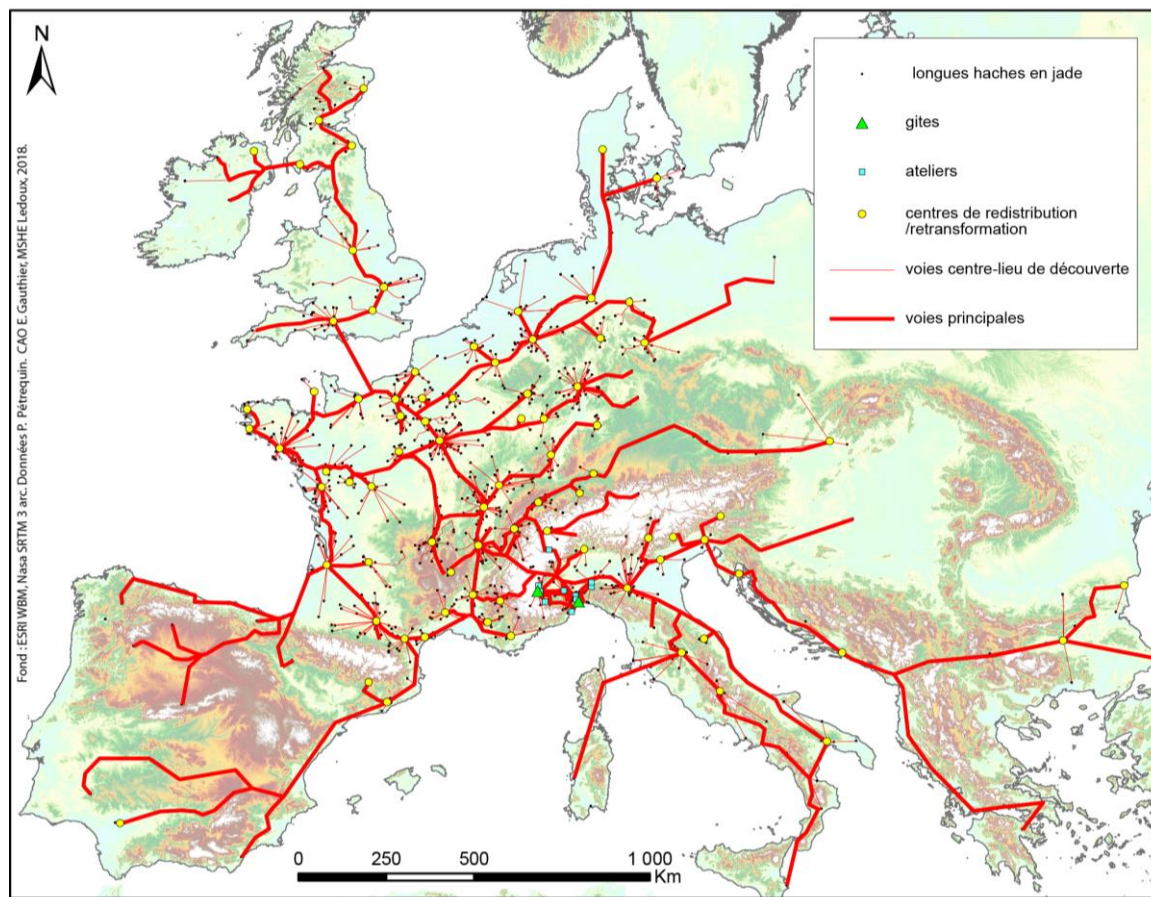 N
longues haches en jade
gites
ateliers
centres de redistribution
/retransformation
voies centre-lieu de découverte
voies principales
Fond : ESRI WBM, Nasa SRTM 3 arc. Données P. Pétrequin. CAO E. Gauthier, MSHE Ledoux, 2018.
0 250 500 1 000
Km